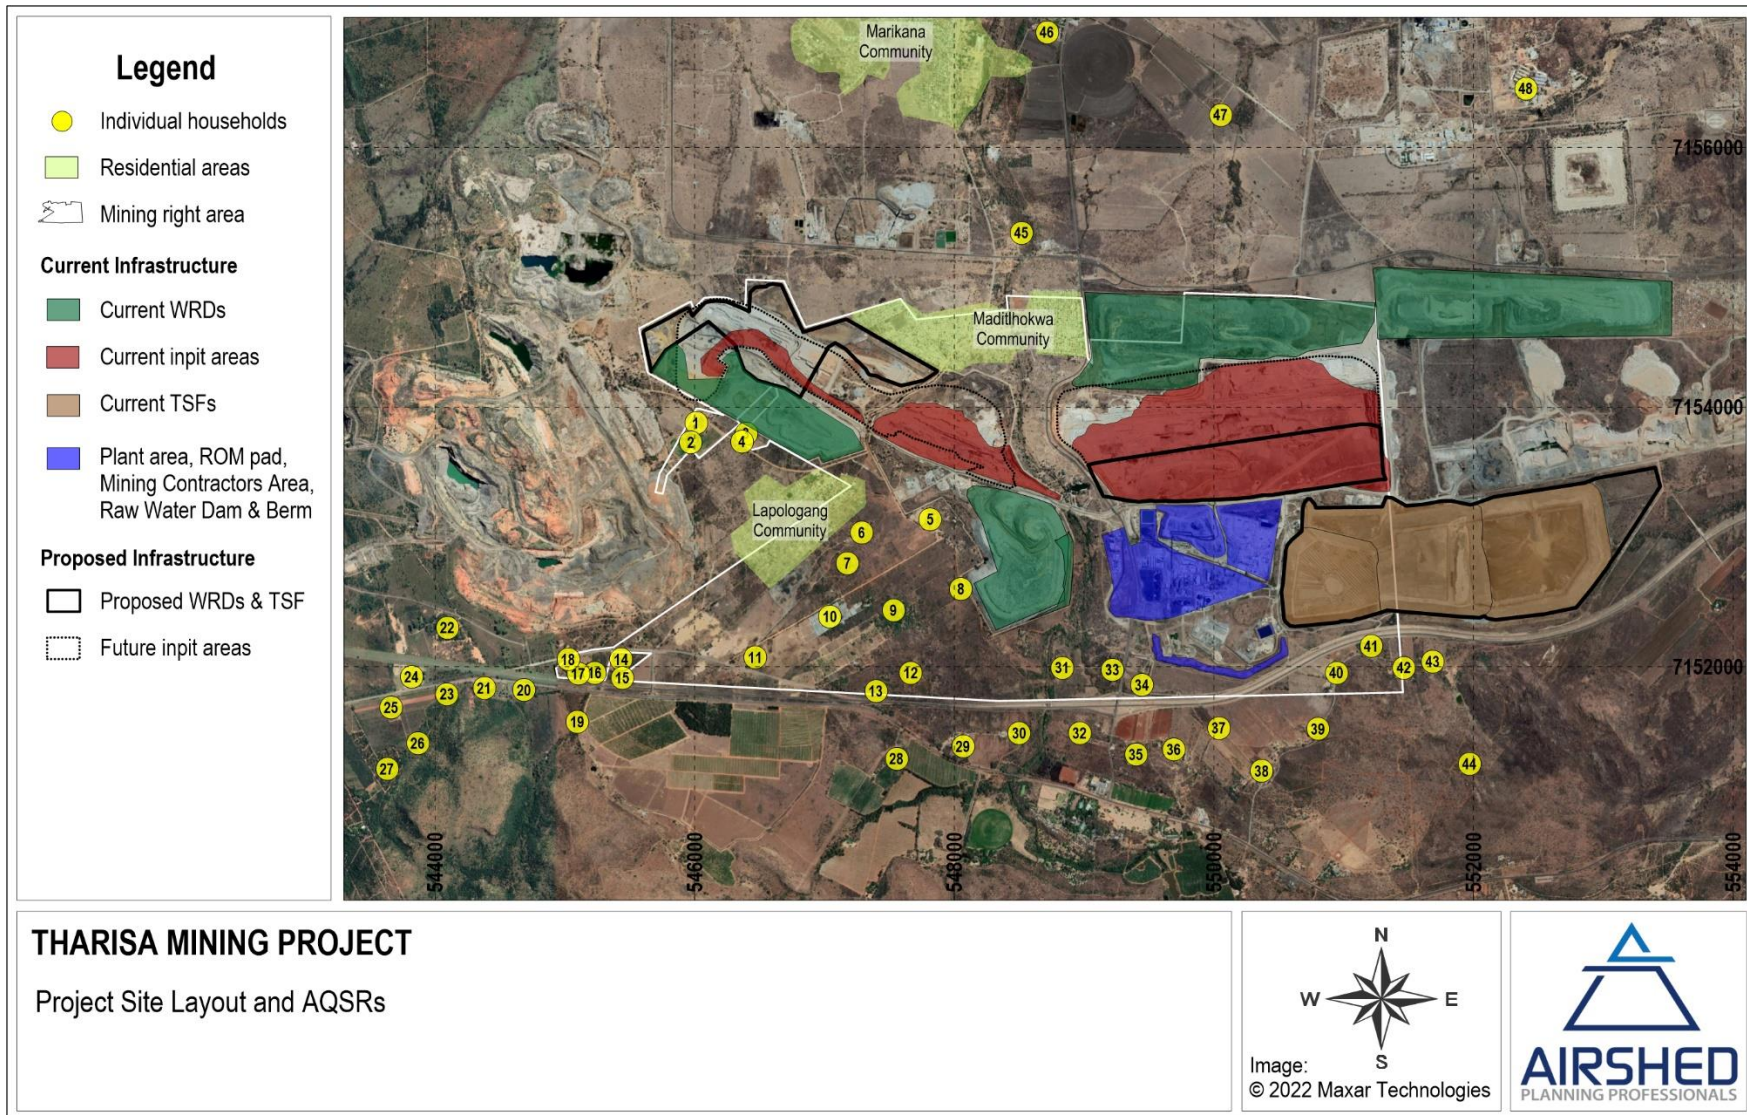 Legend
Individual households
Residential areas
Mining right area
Current Infrastructure
Current WRDs
Current inpit areas
Current TSFs
Plant area, ROM pad,
Mining Contractors Area,
Raw Water Dam & Berm
Proposed Infrastructure
Proposed WRDs & TSF
Future inpit areas
Marikana
Community
46
48
47
7156000
45
Maditlhokwa
Community
7154000
1
2
4
Lapologang
Community
5
6
7
8
9
10
22
11
18
14
17
16
15
24
23
21
20
12
13
31
33
34
41
42
43
40
7152000
25
19
26
27
28
29
30
32
35
36
37
39
38
44
544000
546000
548000
550000
552000
554000
THARISA MINING PROJECT
Project Site Layout and AQSRs
N
W
E
S
Image:
© 2022 Maxar Technologies
AIRSHED
PLANNING PROFESSIONALS